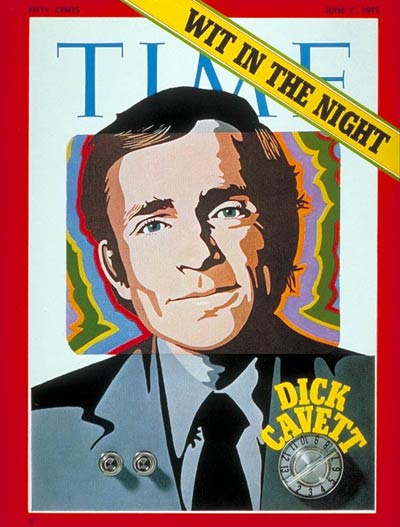 FIFTY CENTS
JUNE 7, 1971
TIME
WIT IN THE NIGHT
DICK
CAVETT